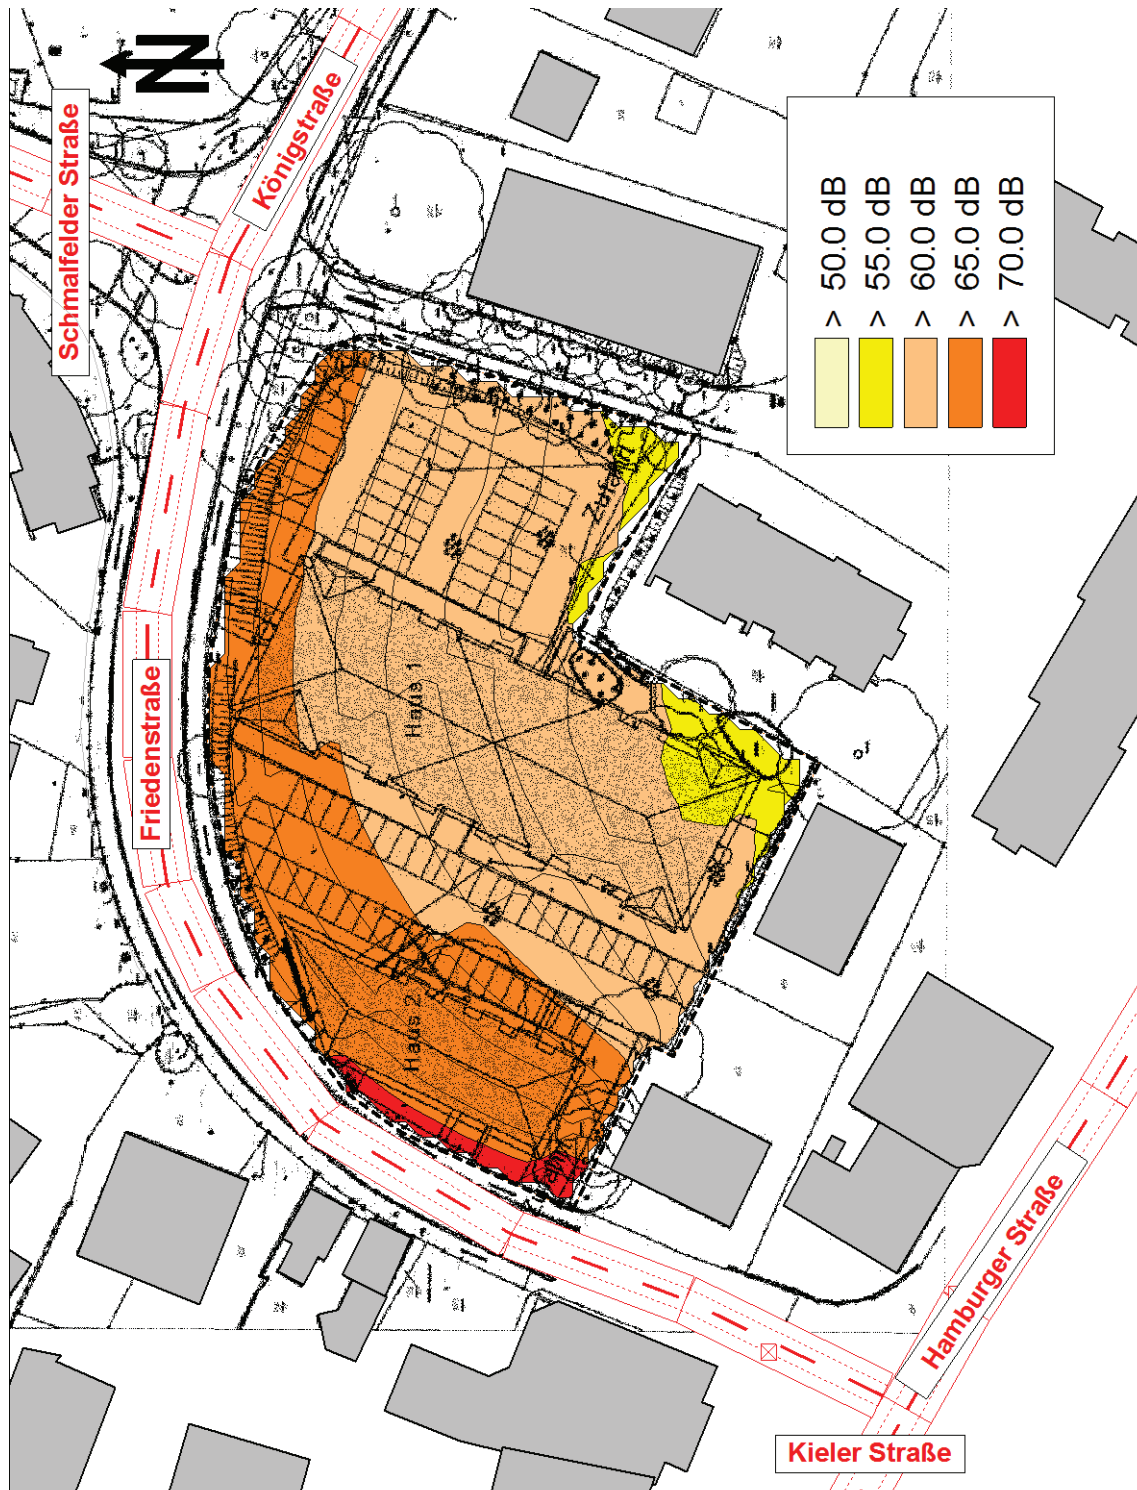 N
Schmalfelder Straße
Königstraße
Friedenstraße
> 50.0 dB
> 55.0 dB
> 60.0 dB
> 65.0 dB
> 70.0 dB
Haus 1
Haus 2
Hamburger Straße
Kieler Straße